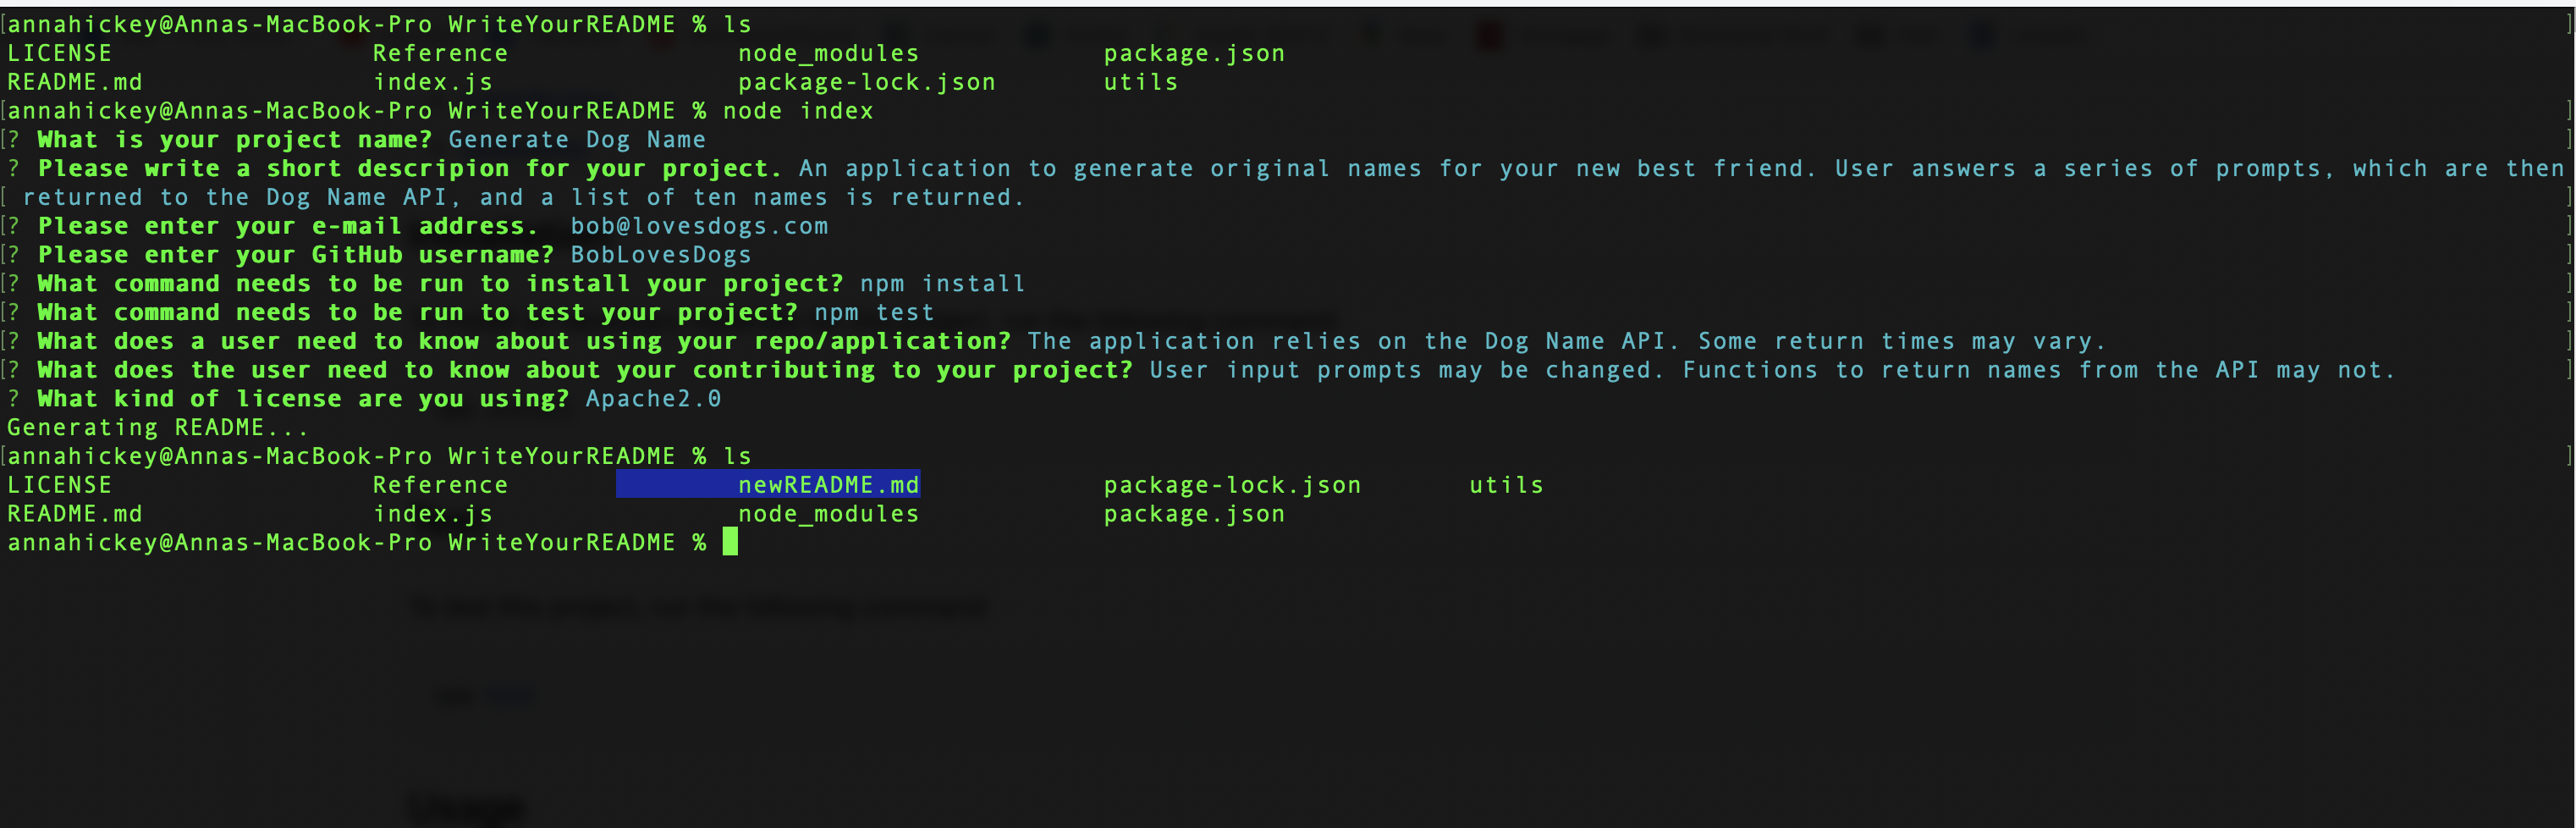 annahickey@Annas-MacBook-Pro WriteYourREADME % ls
LICENSE Reference node_modules package.json
README.md index.js package-lock.json utils
annahickey@Annas-MacBook-Pro WriteYourREADME % node index
? What is your project name? Generate Dog Name
? Please write a short descripion for your project. An application to generate original names for your new best friend. User answers a series of prompts, which are then
returned to the Dog Name API, and a list of ten names is returned.
? Please enter your e-mail address. bob@lovesdogs.com
? Please enter your GitHub username? BobLovesDogs
? What command needs to be run to install your project? npm install
? What command needs to be run to test your project? npm test
? What does a user need to know about using your repo/application? The application relies on the Dog Name API. Some return times may vary.
? What does the user need to know about your contributing to your project? User input prompts may be changed. Functions to return names from the API may not.
? What kind of license are you using? Apache2.0
Generating README...
annahickey@Annas-MacBook-Pro WriteYourREADME % ls
LICENSE Reference newREADME.md package-lock.json utils
README.md index.js node_modules package.json
annahickey@Annas-MacBook-Pro WriteYourREADME %
To test this project, run the following command:
Usage